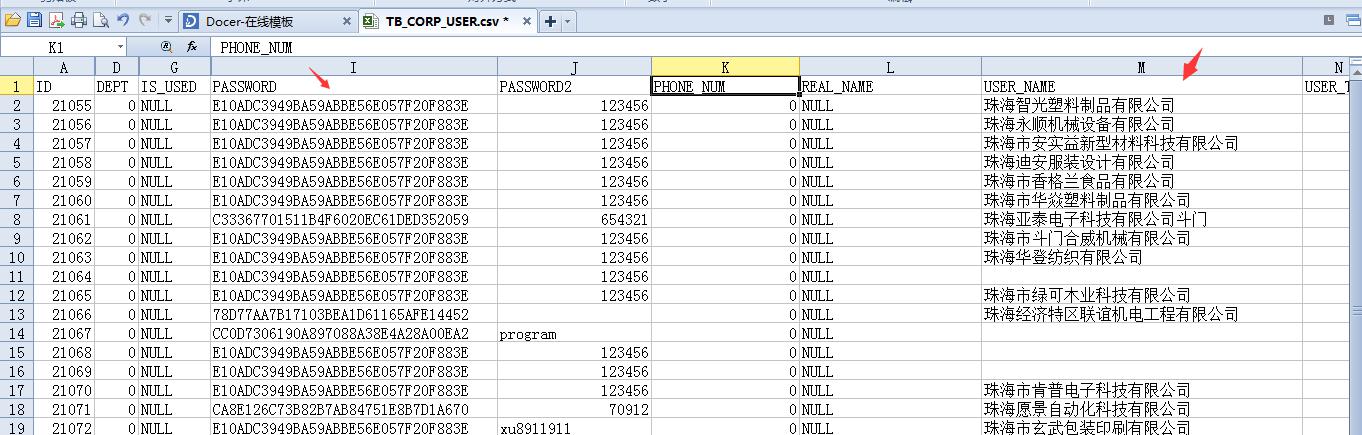 Docer-在线模板 TB_CORP_USER.csv *
K1 fx PHONE_NUM
A D G I J K L M N
1 ID DEPT IS_USED PASSWORD PASSWORD2 PHONE_NUM REAL_NAME USER_NAME USER_T
2 21055 0 NULL E10ADC3949BA59ABBE56E057F20F883E 123456 0 NULL 珠海智光塑料制品有限公司
3 21056 0 NULL E10ADC3949BA59ABBE56E057F20F883E 123456 0 NULL 珠海永顺机械设备有限公司
4 21057 0 NULL E10ADC3949BA59ABBE56E057F20F883E 123456 0 NULL 珠海市安实益新型材料科技有限公司
5 21058 0 NULL E10ADC3949BA59ABBE56E057F20F883E 123456 0 NULL 珠海迪安服装设计有限公司
6 21059 0 NULL E10ADC3949BA59ABBE56E057F20F883E 123456 0 NULL 珠海市香格兰食品有限公司
7 21060 0 NULL E10ADC3949BA59ABBE56E057F20F883E 123456 0 NULL 珠海市华焱塑料制品有限公司
8 21061 0 NULL C33367701511B4F6020EC61DED352059 654321 0 NULL 珠海亚泰电子科技有限公司斗门
9 21062 0 NULL E10ADC3949BA59ABBE56E057F20F883E 123456 0 NULL 珠海市斗门合威机械有限公司
10 21063 0 NULL E10ADC3949BA59ABBE56E057F20F883E 123456 0 NULL 珠海华登纺织有限公司
11 21064 0 NULL E10ADC3949BA59ABBE56E057F20F883E 123456 0 NULL
12 21065 0 NULL E10ADC3949BA59ABBE56E057F20F883E 123456 0 NULL 珠海市绿可木业科技有限公司
13 21066 0 NULL 78D77AA7B17103BEA1D61165AFE14452 0 NULL 珠海经济特区联谊机电工程有限公司
14 21067 0 NULL CC0D7306190A897088A38E4A28A00EA2 program 0 NULL
15 21068 0 NULL E10ADC3949BA59ABBE56E057F20F883E 123456 0 NULL
16 21069 0 NULL E10ADC3949BA59ABBE56E057F20F883E 123456 0 NULL
17 21070 0 NULL E10ADC3949BA59ABBE56E057F20F883E 123456 0 NULL 珠海市肯普电子科技有限公司
18 21071 0 NULL CA8E126C73B82B7AB84751E8B7D1A670 70912 0 NULL 珠海愿景自动化科技有限公司
19 21072 0 NULL E10ADC3949BA59ABBE56E057F20F883E xu8911911 0 NULL 珠海市玄武包装印刷有限公司